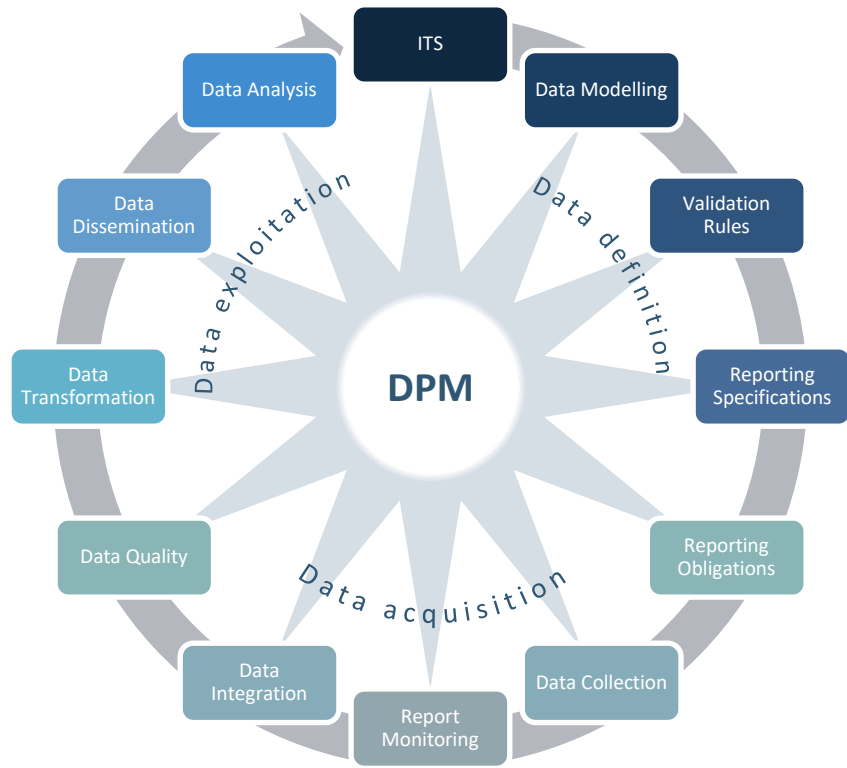 ITS
Data Modelling
Validation
Rules
Reporting
Specifications
Reporting
Obligations
Data Collection
Report
Monitoring
Data
Integration
Data Quality
Data
Transformation
Data
Dissemination
Data Analysis
Data definition
Data acquisition
Data exploitation
DPM